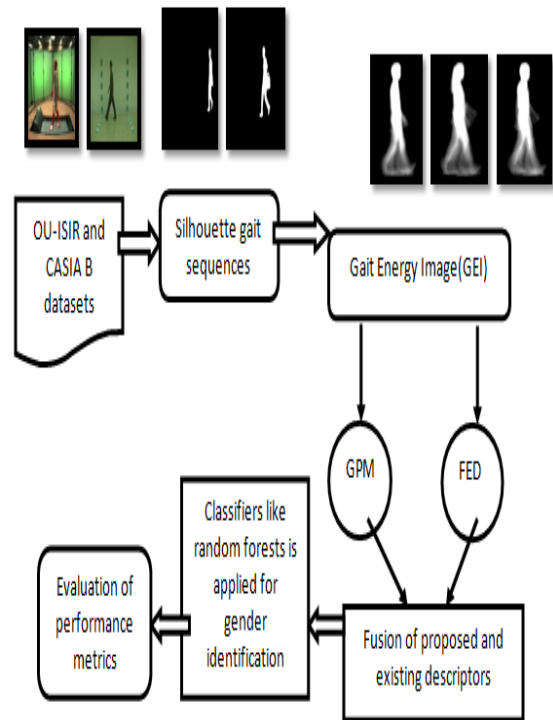 OU-ISIR and
CASIA B
datasets
Silhouette gait
sequences
Gait Energy Image(GEI)
GPM
FED
Fusion of proposed and
existing descriptors
Classifiers like
random forests is
applied for
gender
identification
Evaluation of
performance
metrics